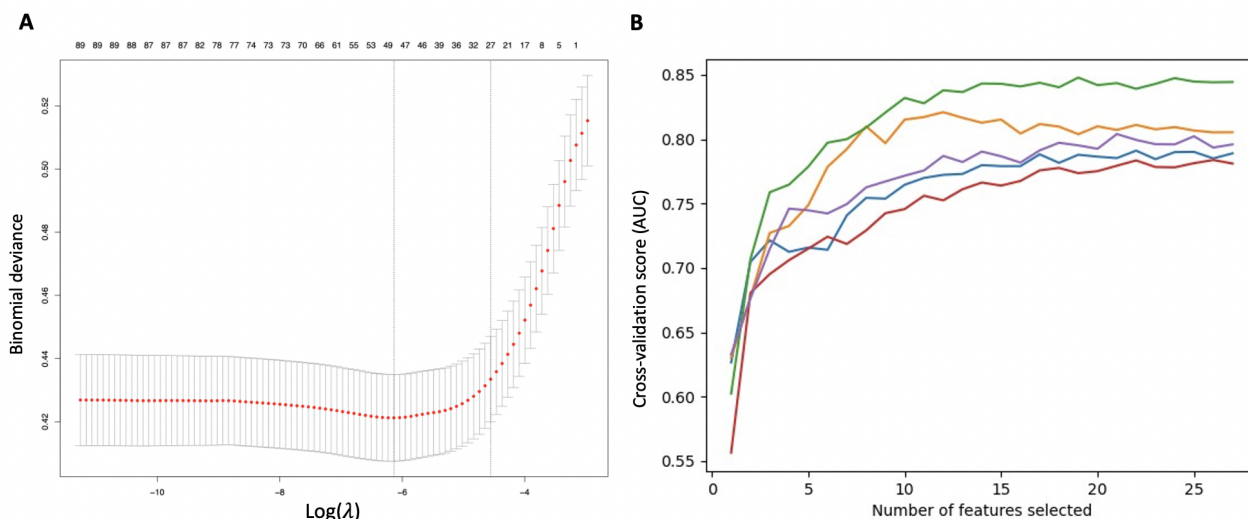 A
89 89 89 88 87 87 87 82 78 77 74 73 73 70 66 61 55 53 49 47 46 39 36 32 27 21 17 8 5 1
Binomial deviance
0.52
0.50
0.48
0.46
0.44
0.42
−10 −8 −6 −4
Log(λ)
B
Cross-validation score (AUC)
0.85
0.80
0.75
0.70
0.65
0.60
0.55
0 5 10 15 20 25
Number of features selected